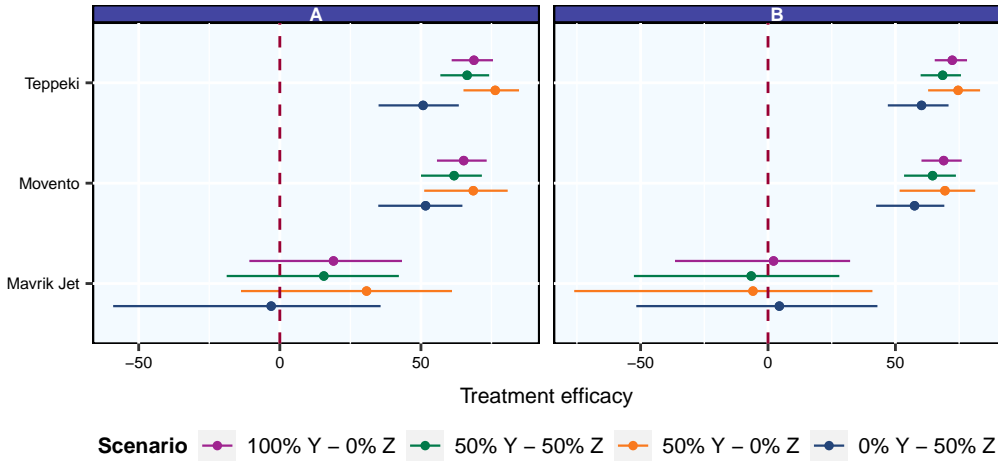 A B
Teppeki
Movento
Mavrik Jet
−50 0 50 −50 0 50
Treatment efficacy
Scenario 100% Y − 0% Z 50% Y − 50% Z 50% Y − 0% Z 0% Y − 50% Z